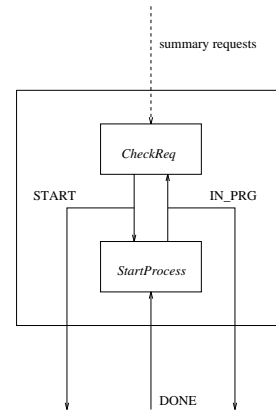 summary requests
CheckReq
START
IN_PRG
StartProcess
DONE